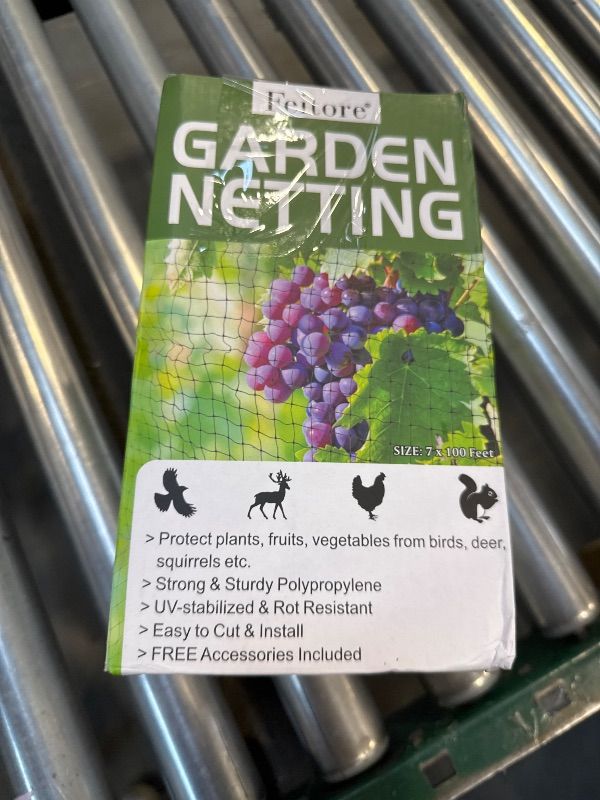 Feitore®
GARDEN
NETTING
SIZE: 7 x 100 Feet
> Protect plants, fruits, vegetables from birds, deer,
squirrels etc.
> Strong & Sturdy Polypropylene
> UV-stabilized & Rot Resistant
> Easy to Cut & Install
> FREE Accessories Included